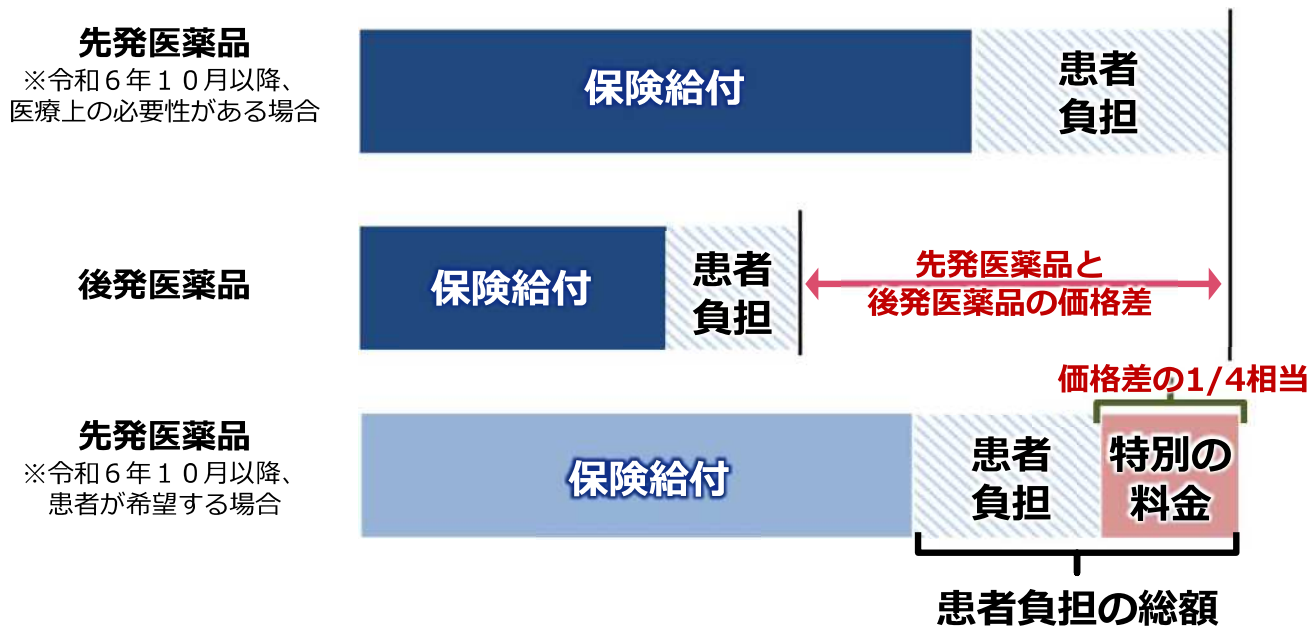 先発医薬品
※令和６年１０月以降、
医療上の必要性がある場合
保険給付
患者
負担
後発医薬品
保険給付
患者
負担
先発医薬品と
後発医薬品の価格差
価格差の1/4相当
先発医薬品
※令和６年１０月以降、
患者が希望する場合
保険給付
患者
負担
特別の
料金
患者負担の総額